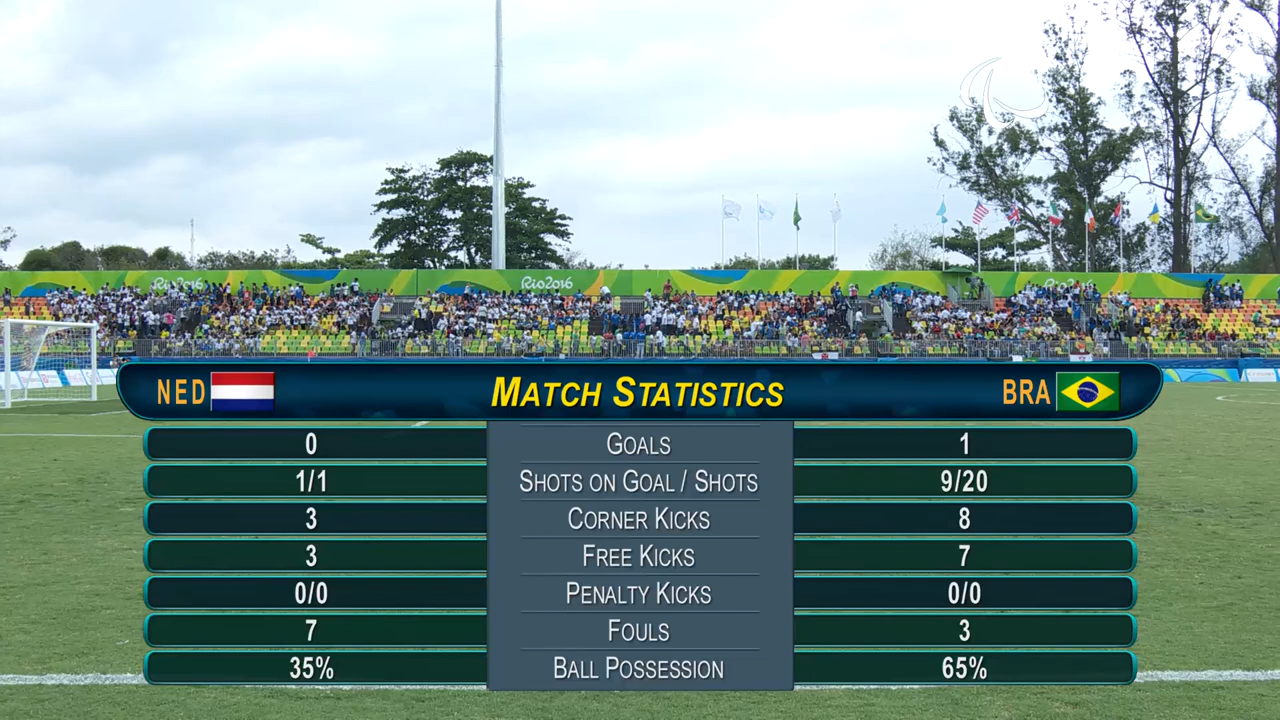 Rio2016 Rio2016
NED MATCH STATISTICS BRA
0 GOALS 1
1/1 SHOTS ON GOAL / SHOTS 9/20
3 CORNER KICKS 8
3 FREE KICKS 7
0/0 PENALTY KICKS 0/0
7 FOULS 3
35% BALL POSSESSION 65%